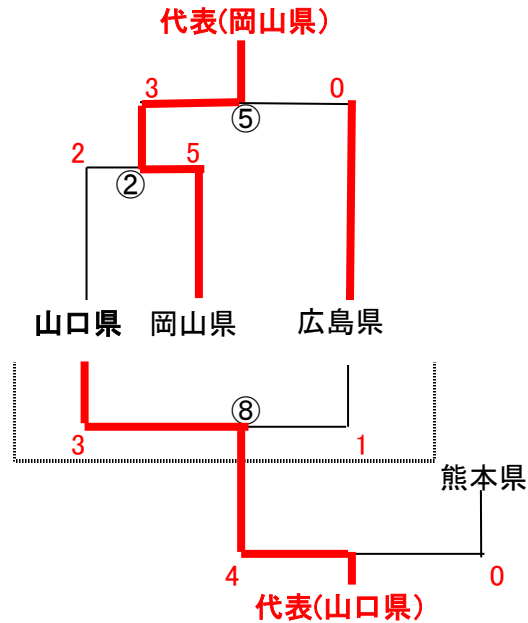 代表(岡山県)
3 0
⑤
2 5
②
山口県 岡山県 広島県
⑧
3 1
熊本県
4 0
代表(山口県)